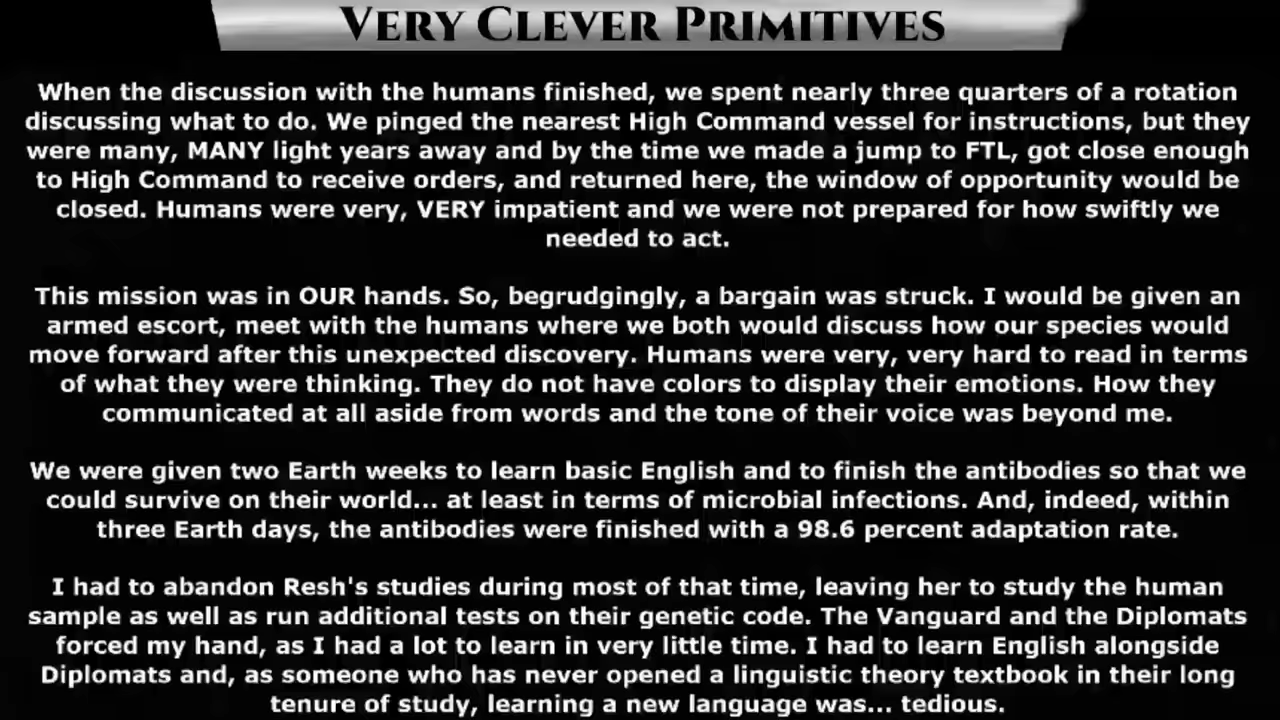 VERY CLEVER PRIMITIVES
When the discussion with the humans finished, we spent nearly three quarters of a rotation
discussing what to do. We pinged the nearest High Command vessel for instructions, but they
were many, MANY light years away and by the time we made a jump to FTL, got close enough
to High Command to receive orders, and returned here, the window of opportunity would be
closed. Humans were very, VERY impatient and we were not prepared for how swiftly we
needed to act.
This mission was in OUR hands. So, begrudgingly, a bargain was struck. I would be given an
armed escort, meet with the humans where we both would discuss how our species would
move forward after this unexpected discovery. Humans were very, very hard to read in terms
of what they were thinking. They do not have colors to display their emotions. How they
communicated at all aside from words and the tone of their voice was beyond me.
We were given two Earth weeks to learn basic English and to finish the antibodies so that we
could survive on their world... at least in terms of microbial infections. And, indeed, within
three Earth days, the antibodies were finished with a 98.6 percent adaptation rate.
I had to abandon Resh's studies during most of that time, leaving her to study the human
sample as well as run additional tests on their genetic code. The Vanguard and the Diplomats
forced my hand, as I had a lot to learn in very little time. I had to learn English alongside
Diplomats and, as someone who has never opened a linguistic theory textbook in their long
tenure of study, learning a new language was... tedious.